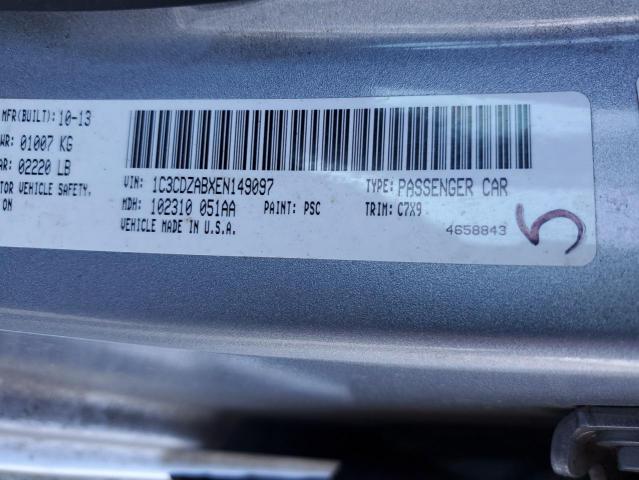 MFR(BUILT): 10-13
WR: 01007 KG
AR: 02220 LB
TOR VEHICLE SAFETY,
ON
VIN: 1C3CDZABXEN149097 TYPE: PASSENGER CAR
MDH: 102310 051AA PAINT: PSC TRIM: C7X9
VEHICLE MADE IN U.S.A. 4658843
5